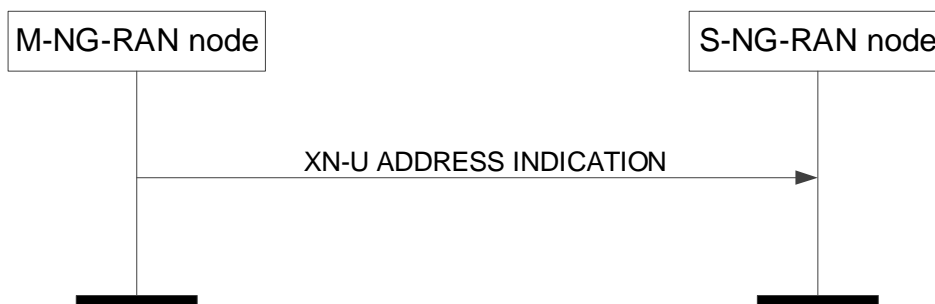 M-NG-RAN node
S-NG-RAN node
XN-U ADDRESS INDICATION